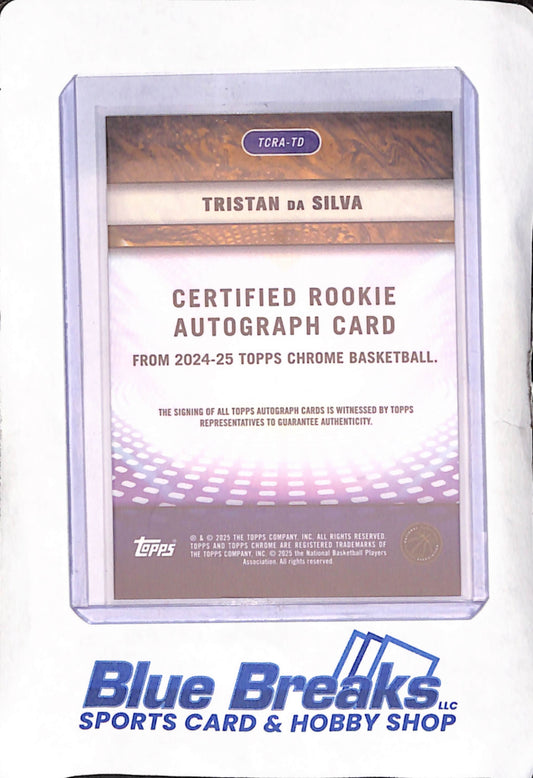 TCRA-TD
TRISTAN DA SILVA
CERTIFIED ROOKIE
AUTOGRAPH CARD
FROM 2024-25 TOPPS CHROME BASKETBALL.
THE SIGNING OF ALL TOPPS AUTOGRAPH CARDS IS WITNESSED BY TOPPS
REPRESENTATIVES TO GUARANTEE AUTHENTICITY.
Topps
® & © 2025 THE TOPPS COMPANY, INC. ALL RIGHTS RESERVED.
TOPPS AND TOPPS CHROME ARE REGISTERED TRADEMARKS OF
THE TOPPS COMPANY, INC. © 2025 the National Basketball Players
Association. All rights reserved.
Blue Breaks LLC
SPORTS CARD & HOBBY SHOP